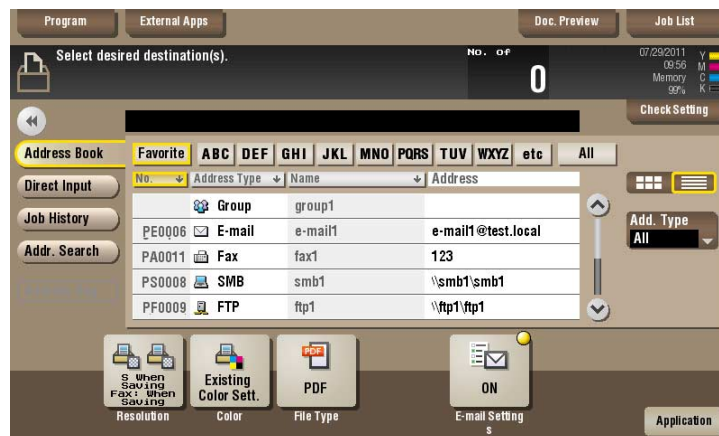 Program
External Apps
Doc. Preview
Job List
Select desired destination(s).
No. of
0
07/29/2011
09:56
Memory
99%
Y
M
C
K
Check Setting
Address Book
Favorite ABC DEF GHI JKL MNO PQRS TUV WXYZ etc All
No. Address Type Name Address
Direct Input
Job History
Addr. Search
Group group1
PE0006 E-mail e-mail1 e-mail1@test.local
PA0011 Fax fax1 123
PS0008 SMB smb1 \\smb1\smb1
PF0009 FTP ftp1 \\ftp1\ftp1
Add. Type
All
S When
Saving
Fax: When
Saving
Resolution
Existing
Color Sett.
Color
PDF
PDF
File Type
ON
E-mail Setting
s
Application